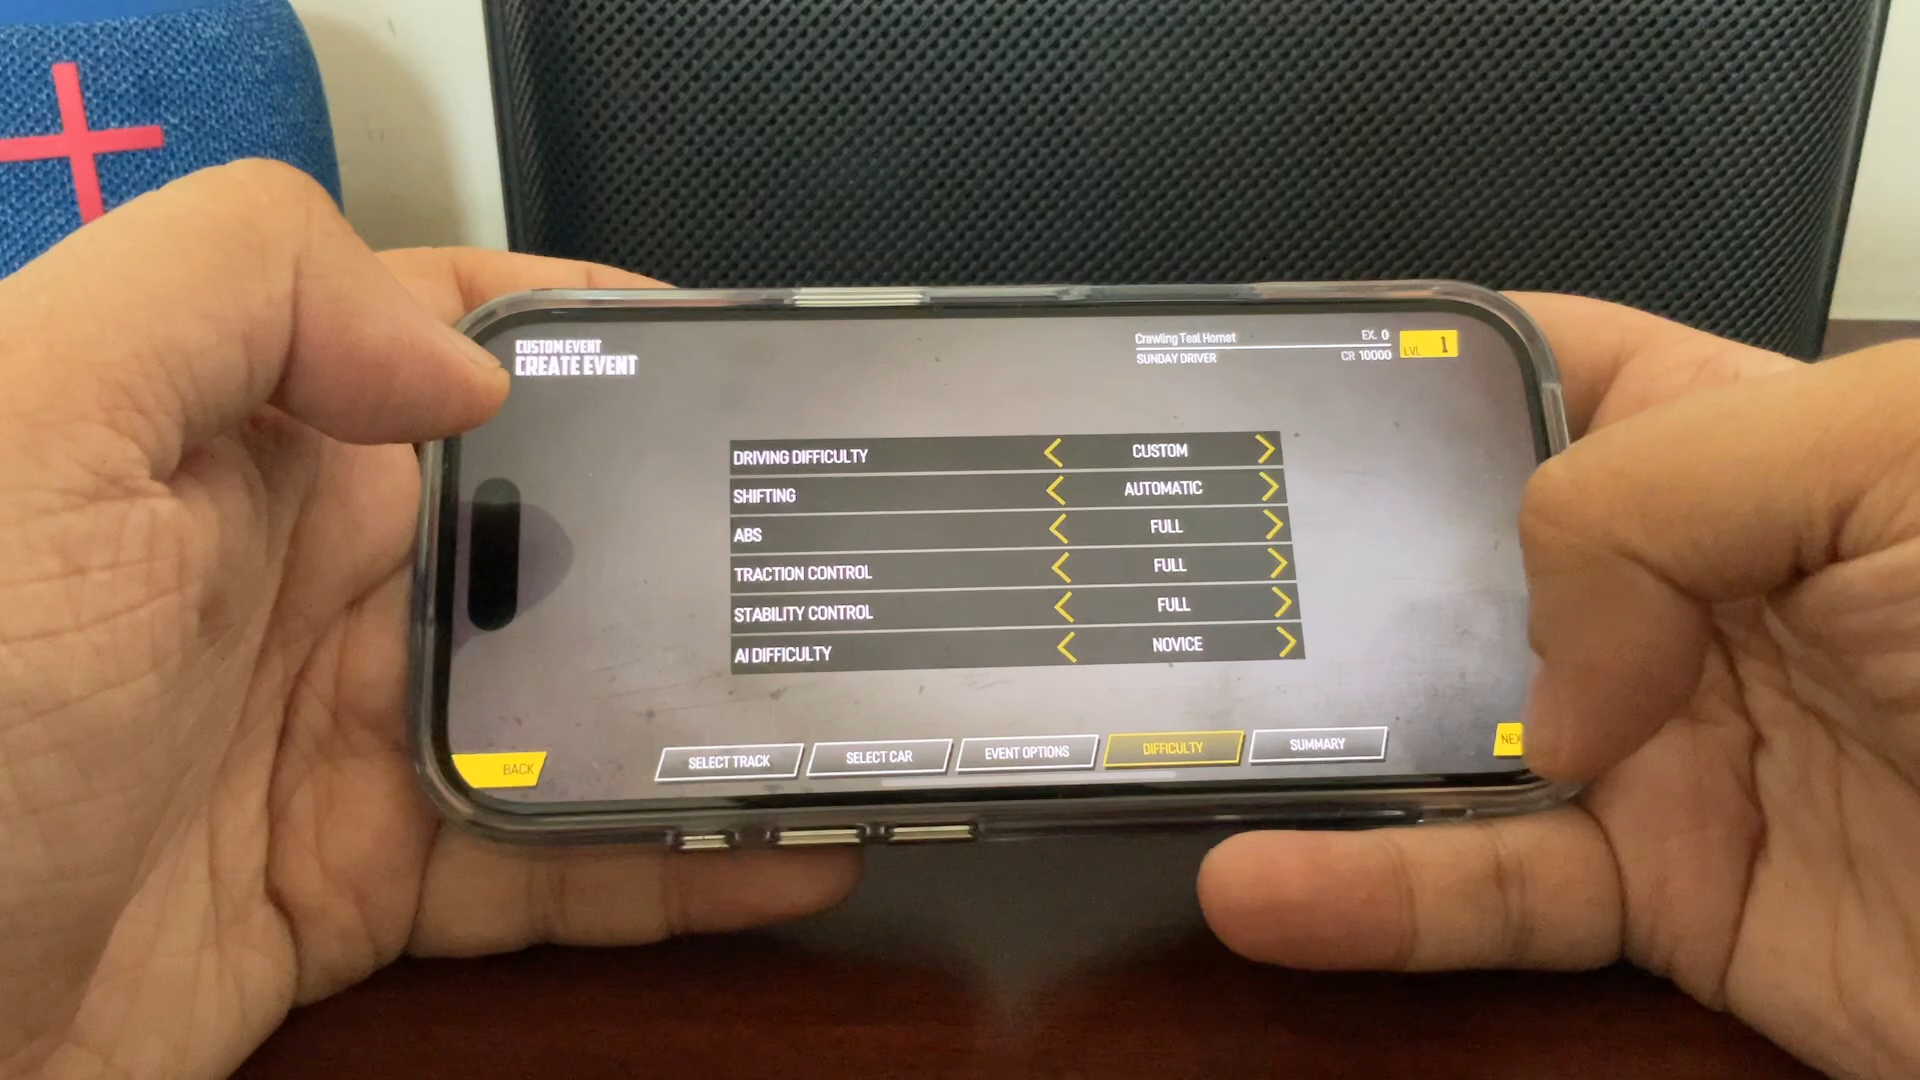 CUSTOM EVENT
CREATE EVENT
Crawling Teal Hornet EX. 0
SUNDAY DRIVER CR 10000
LVL 1
DRIVING DIFFICULTY CUSTOM
SHIFTING AUTOMATIC
ABS FULL
TRACTION CONTROL FULL
STABILITY CONTROL FULL
AI DIFFICULTY NOVICE
BACK
SELECT TRACK
SELECT CAR
EVENT OPTIONS
DIFFICULTY
SUMMARY